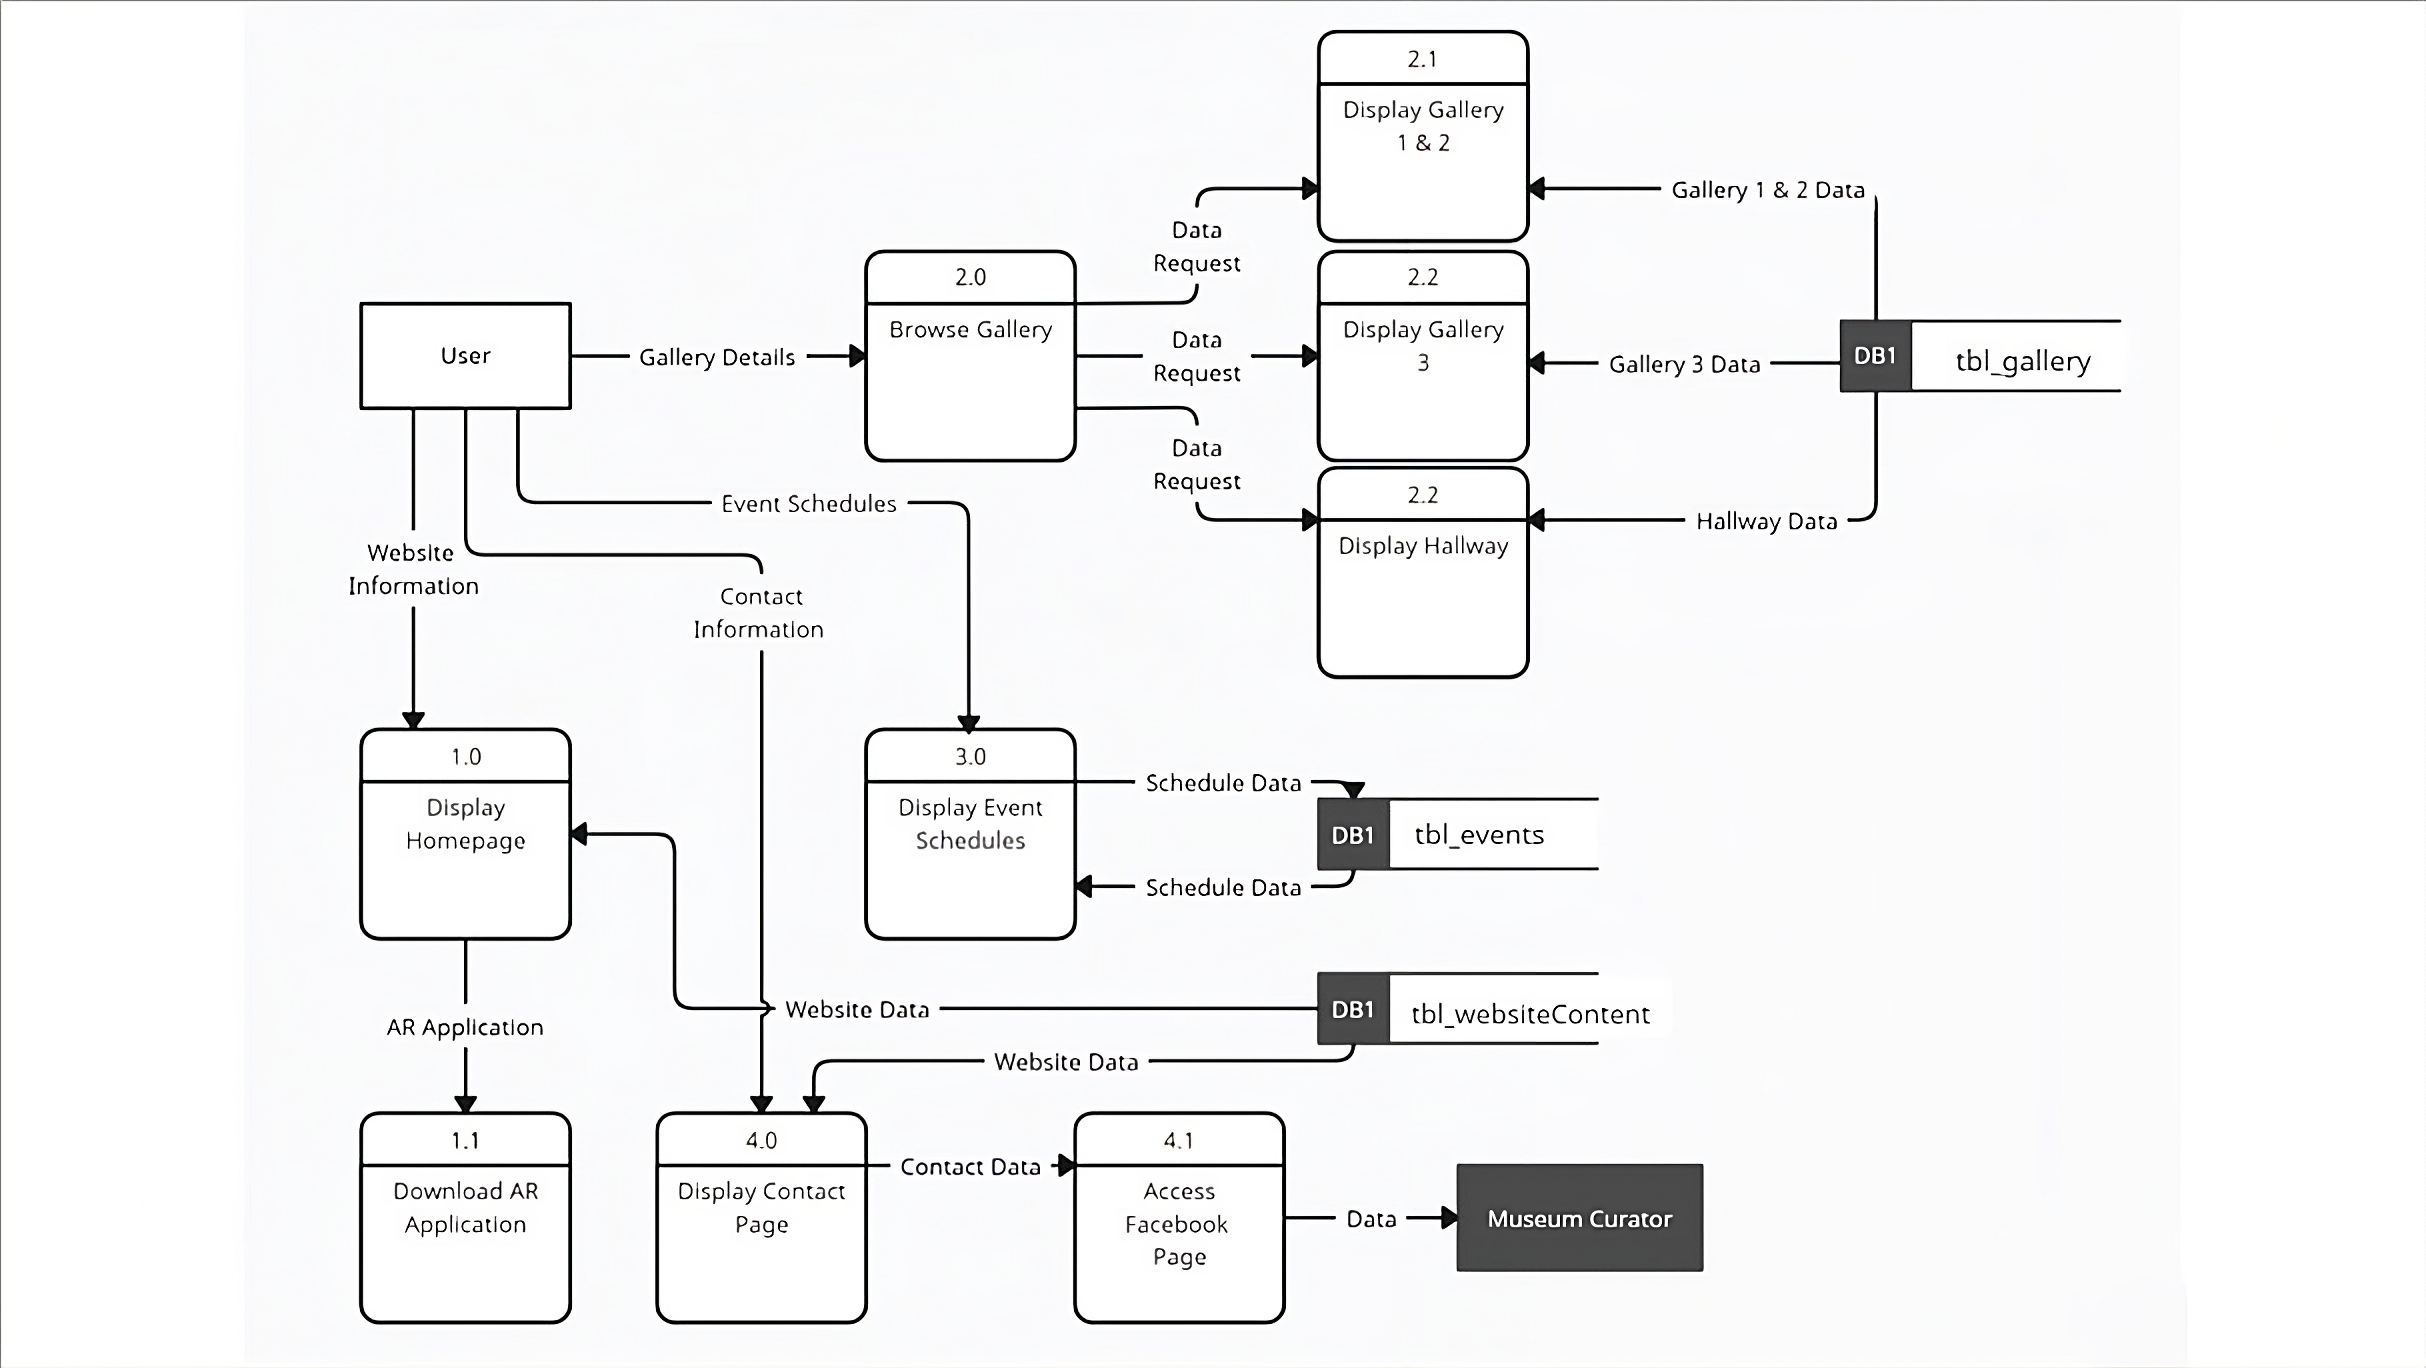 2.1
Display Gallery
1 & 2
Gallery 1 & 2 Data
Data
Request
2.0
Browse Gallery
2.2
Display Gallery
3
User
Gallery Details
Data
Request
Gallery 3 Data
DB1
tbl_gallery
Data
Request
2.2
Display Hallway
Hallway Data
Event Schedules
Website
Information
Contact
Information
1.0
Display
Homepage
3.0
Display Event
Schedules
Schedule Data
DB1
tbl_events
Schedule Data
AR Application
Website Data
DB1
tbl_websiteContent
Website Data
1.1
Download AR
Application
4.0
Display Contact
Page
Contact Data
4.1
Access
Facebook
Page
Data
Museum Curator